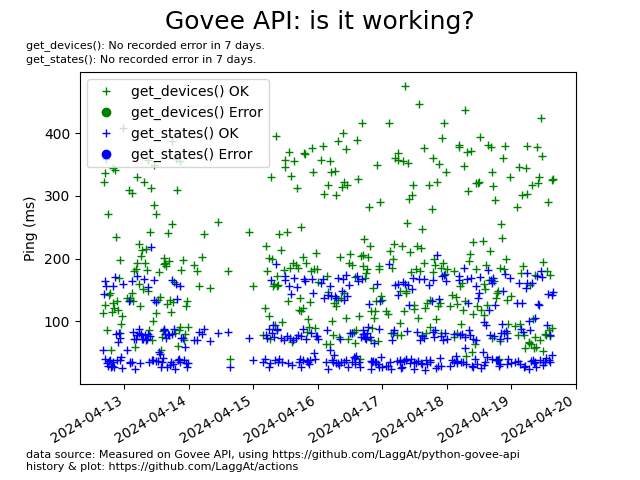 Govee API: is it working?
get_devices(): No recorded error in 7 days.
get_states(): No recorded error in 7 days.
get_devices() OK
get_devices() Error
get_states() OK
get_states() Error
Ping (ms)
400
300
200
100
2024-04-13
2024-04-14
2024-04-15
2024-04-16
2024-04-17
2024-04-18
2024-04-19
2024-04-20
data source: Measured on Govee API, using https://github.com/LaggAt/python-govee-api
history & plot: https://github.com/LaggAt/actions